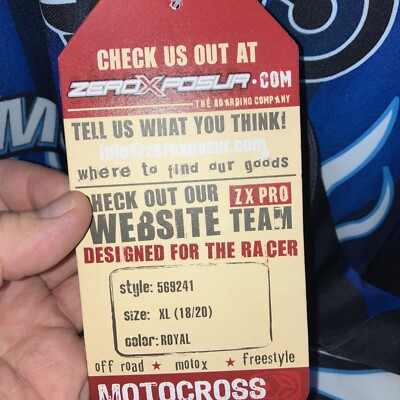 CHECK US OUT AT
ZEROXPOSUR.COM
THE BOARDING COMPANY
TELL US WHAT YOU THINK!
info@zeroxposur.com
where to find our goods
CHECK OUT OUR ZX PRO
WEBSITE TEAM
DESIGNED FOR THE RACER
style: 569241
size: XL (18/20)
color: ROYAL
off road ★ motox ★ freestyle
MOTOCROSS